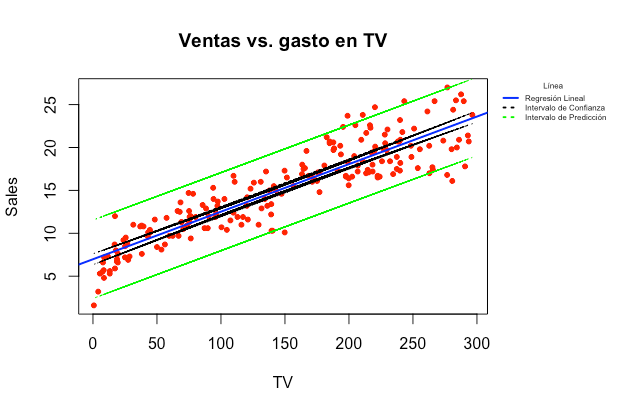 Ventas vs. gasto en TV
Línea
Regresión Lineal
Intervalo de Confianza
Intervalo de Predicción
Sales
25
20
15
10
5
0 50 100 150 200 250 300
TV